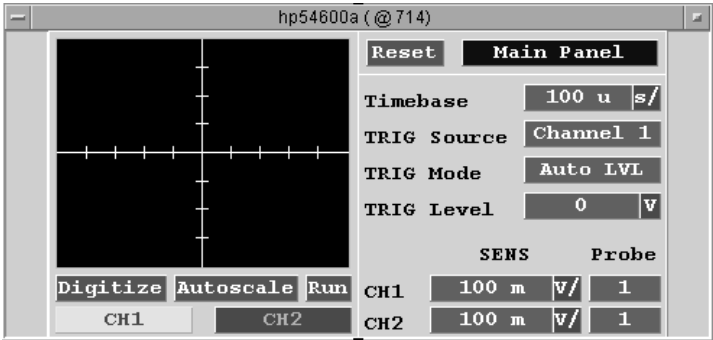 hp54600a ( @ 714)
Reset Main Panel
Timebase 100 u s/
TRIG Source Channel 1
TRIG Mode Auto LVL
TRIG Level 0 V
SENS Probe
Digitize Autoscale Run
CH1 100 m V/ 1
CH1 CH2
CH2 100 m V/ 1